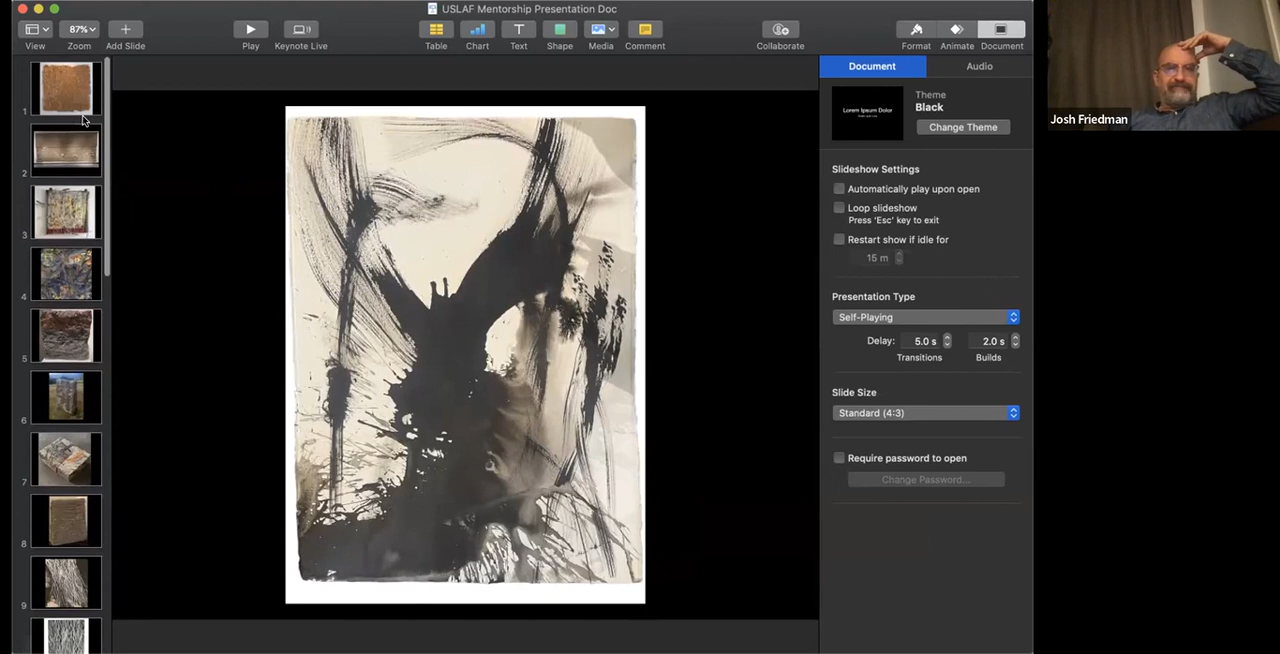 USLAF Mentorship Presentation Doc
87%
View
Zoom
Add Slide
Play
Keynote Live
Table
Chart
Text
Shape
Media
Comment
Collaborate
Format
Animate
Document
Document
Audio
1
2
3
4
5
6
7
8
9
Lorem Ipsum Dolor
Theme
Black
Change Theme
Slideshow Settings
Automatically play upon open
Loop slideshow
Press 'Esc' key to exit
Restart show if idle for
15 m
Presentation Type
Self-Playing
Delay: 5.0 s 2.0 s
Transitions Builds
Slide Size
Standard (4:3)
Require password to open
Change Password...
Josh Friedman